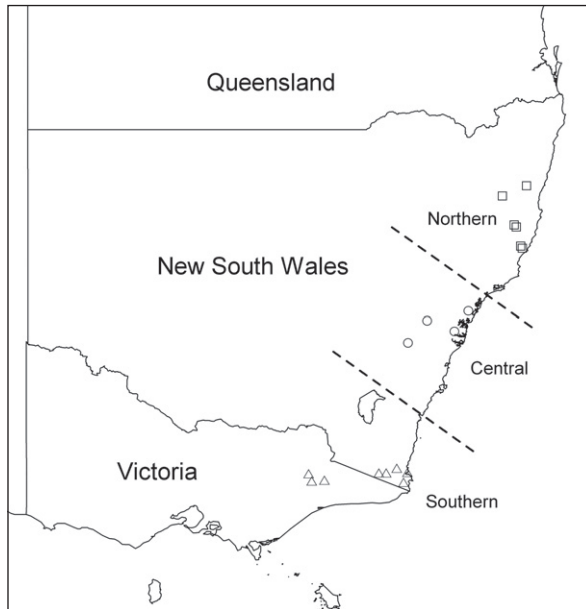 Queensland
Northern
New South Wales
Central
Victoria
Southern